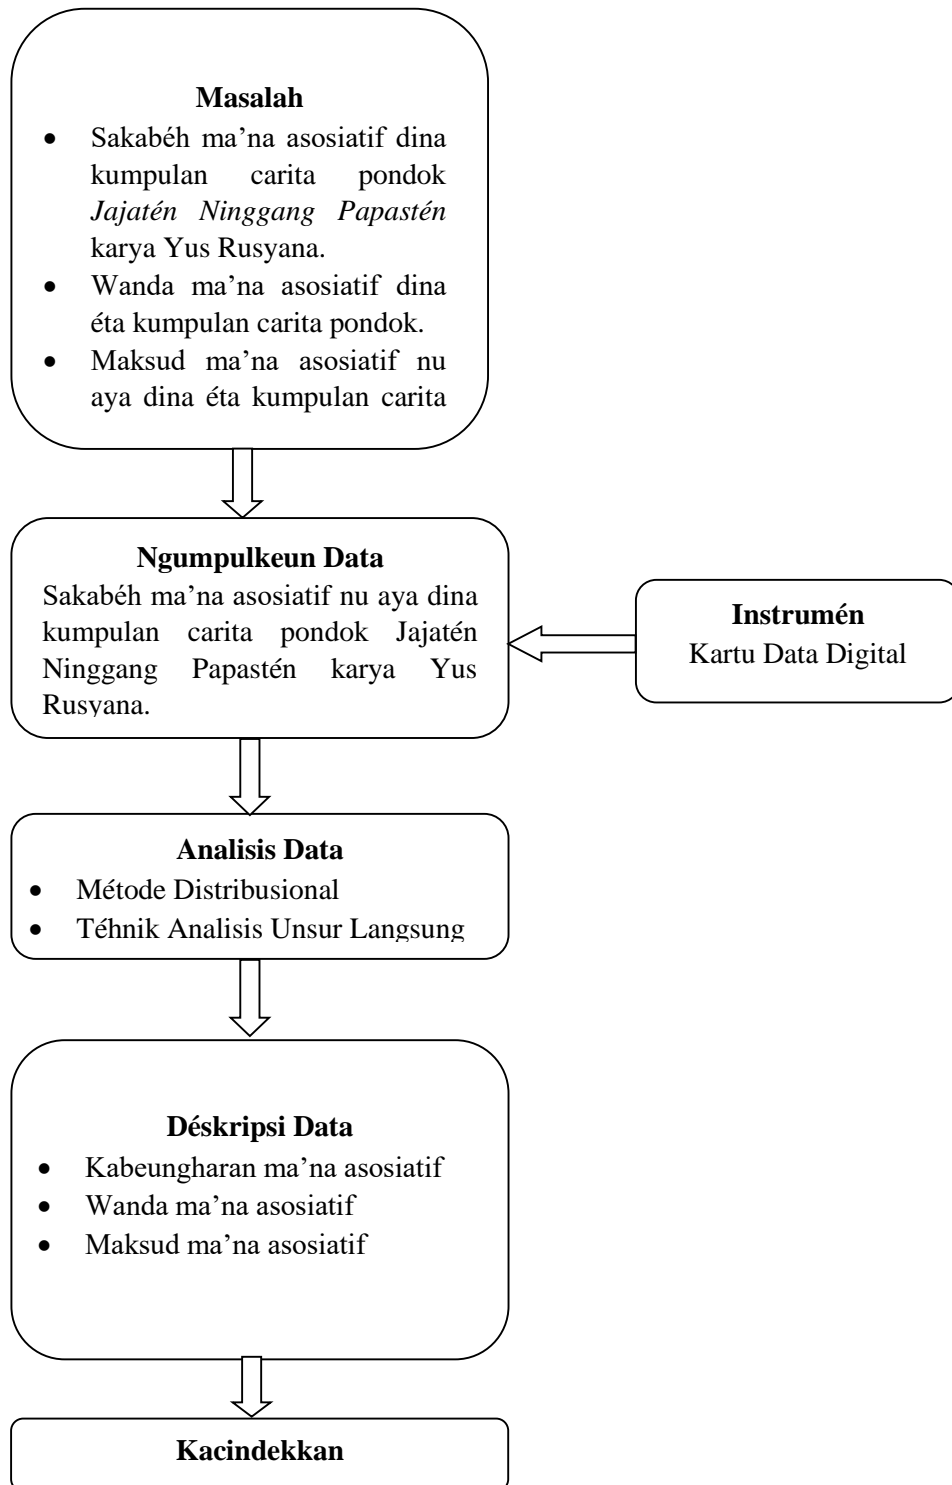 Masalah
• Sakabéh ma'na asosiatif dina
kumpulan carita pondok
Jajatén Ninggang Papastén
karya Yus Rusyana.
• Wanda ma'na asosiatif dina
éta kumpulan carita pondok.
• Maksud ma'na asosiatif nu
aya dina éta kumpulan carita
Ngumpulkeun Data
Sakabéh ma'na asosiatif nu aya dina
kumpulan carita pondok Jajatén
Ninggang Papastén karya Yus
Rusyana.
Instrumén
Kartu Data Digital
Analisis Data
• Métode Distribusional
• Téhnik Analisis Unsur Langsung
Déskripsi Data
• Kabeungharan ma'na asosiatif
• Wanda ma'na asosiatif
• Maksud ma'na asosiatif
Kacindekkan